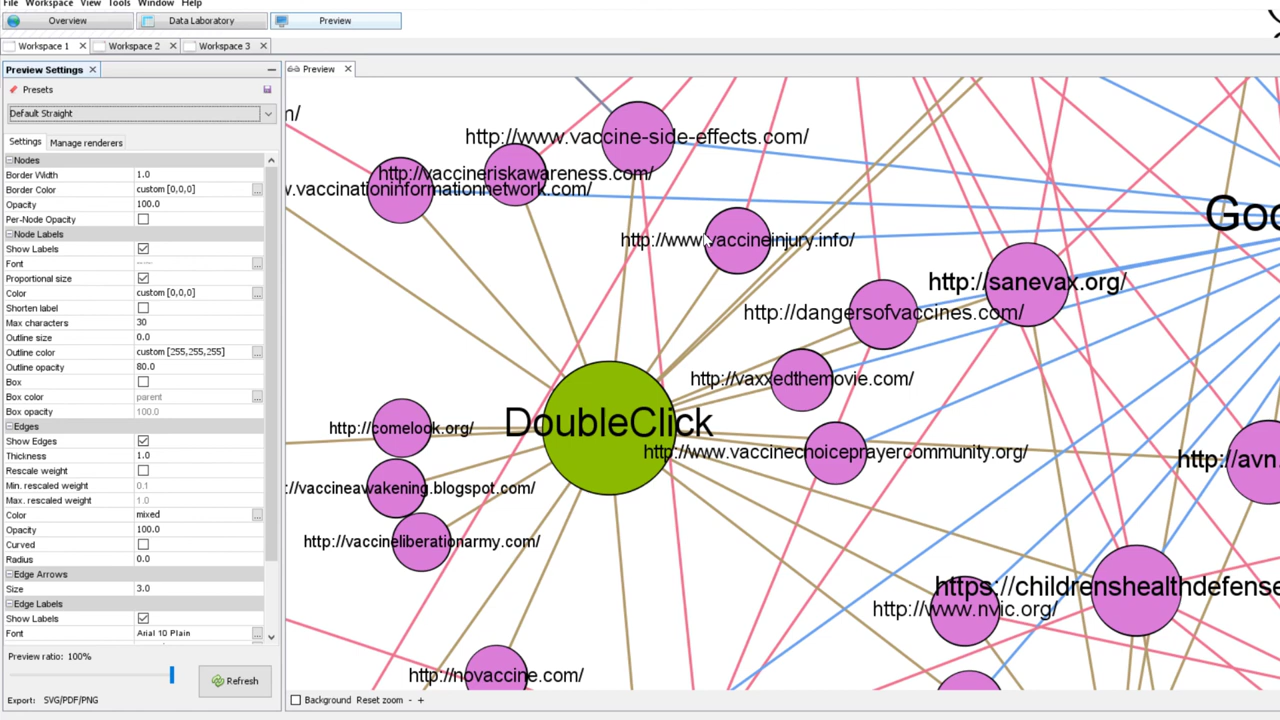 File Workspace View Tools Window Help
Overview Data Laboratory Preview
Workspace 1 Workspace 2 Workspace 3
Preview Settings
Presets
Default Straight
Settings Manage renderers
Nodes
Border Width 1.0
Border Color custom [0,0,0] ...
Opacity 100.0
Per-Node Opacity
Node Labels
Show Labels
Font ...
Proportional size
Color custom [0,0,0] ...
Shorten label
Max characters 30
Outline size 0.0
Outline color custom [255,255,255] ...
Outline opacity 80.0
Box
Box color parent ...
Box opacity 100.0
Edges
Show Edges
Thickness 1.0
Rescale weight
Min. rescaled weight 0.1
Max. rescaled weight 1.0
Color mixed ...
Opacity 100.0
Curved
Radius 0.0
Edge Arrows
Size 3.0
Edge Labels
Show Labels
Font Arial 10 Plain ...
Preview ratio: 100%
Refresh
Export: SVG/PDF/PNG
Preview
n/
http://www.vaccine-side-effects.com/
http://vaccineriskawareness.com/
w.vaccinationinformationnetwork.com/
Goo
http://www.vaccineinjury.info/
http://sanevax.org/
http://dangersofvaccines.com/
http://vaxxedthemovie.com/
DoubleClick
http://comelook.org/
http://www.vaccinechoiceprayercommunity.org/
http://avn.
://vaccineawakening.blogspot.com/
http://vaccineliberationarmy.com/
https://childrenshealthdefense
http://www.nvic.org/
http://novaccine.com/
Background Reset zoom - +